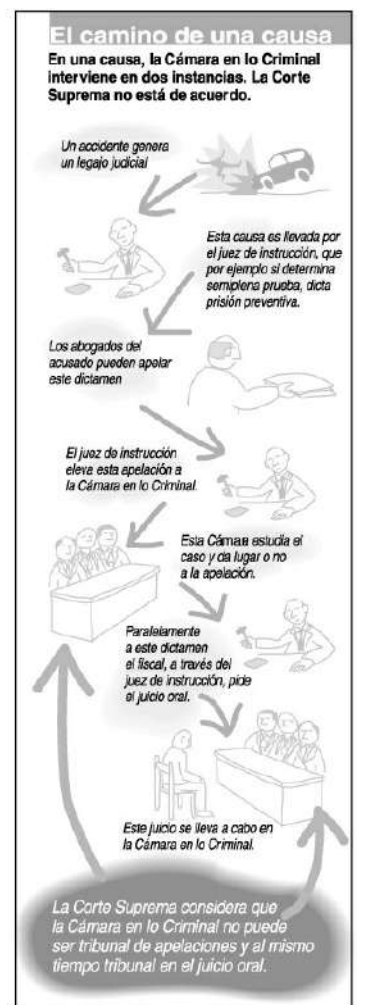 El camino de una causa
En una causa, la Cámara en lo Criminal
interviene en dos instancias. La Corte
Suprema no está de acuerdo.
Un accidente genera
un legajo judicial
Esta causa es llevada por
el juez de instrucción, que
por ejemplo si determina
semiplena prueba, dicta
prisión preventiva.
Los abogados del
acusado pueden apelar
este dictamen
El juez de instrucción
eleva esta apelación a
la Cámara en lo Criminal.
Esta Cámara estudia el
caso y da lugar o no
a la apelación.
Paralelamente
a este dictamen
el fiscal, a través del
juez de instrucción, pide
el juicio oral.
Este juicio se lleva a cabo en
la Cámara en lo Criminal.
La Corte Suprema considera que
la Cámara en lo Criminal no puede
ser tribunal de apelaciones y al mismo
tiempo tribunal en el juicio oral.